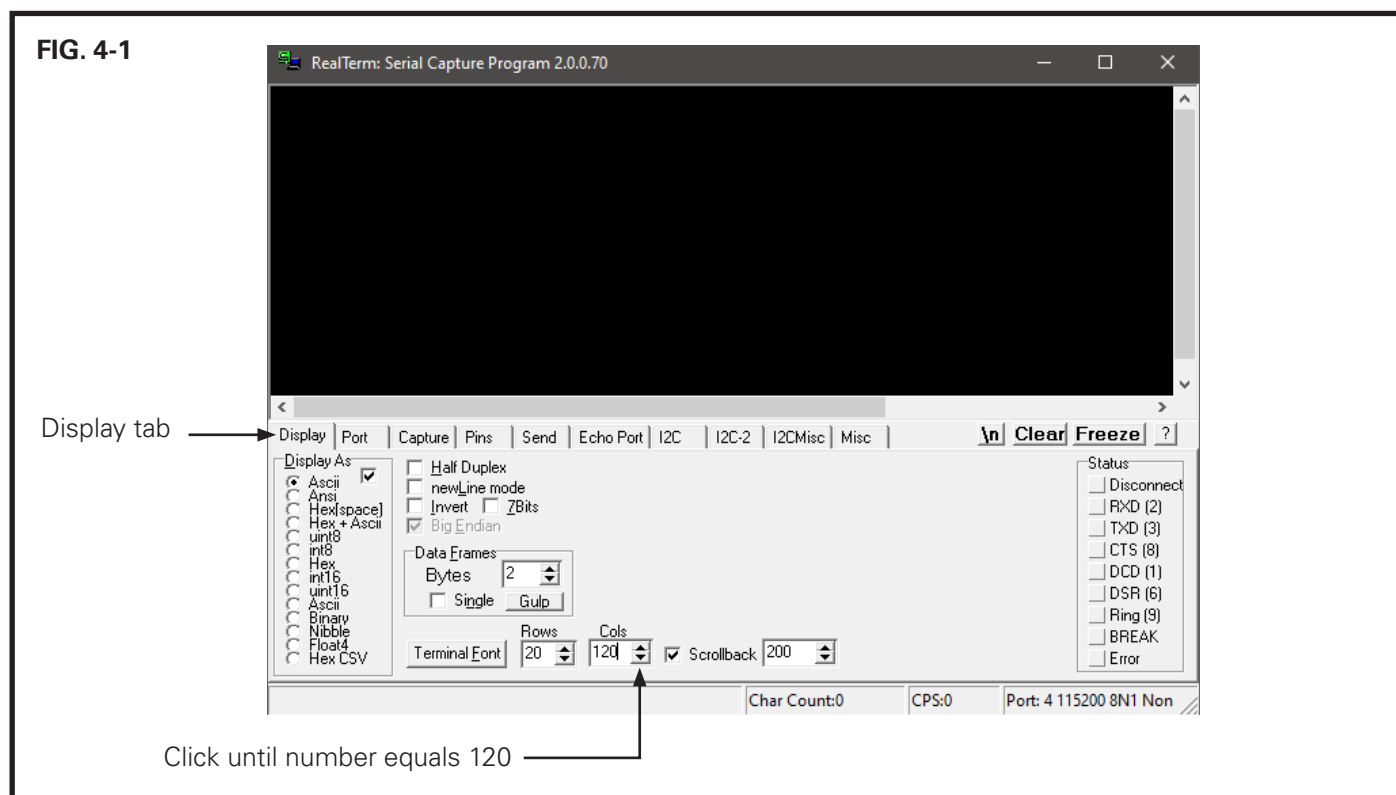 FIG. 4-1
RealTerm: Serial Capture Program 2.0.0.70
Display tab
Display Port Capture Pins Send Echo Port I2C I2C-2 I2CMisc Misc \n Clear Freeze ?
Display As
Ascii
Ansi
Hex[space]
Hex + Ascii
uint8
int8
Hex
int16
uint16
Ascii
Binary
Nibble
Float4
Hex CSV
Half Duplex
newLine mode
Invert 7Bits
Big Endian
Data Frames
Bytes 2
Single Gulp
Rows Cols
Terminal Font 20 120 Scrollback 200
Status
Disconnect
RXD (2)
TXD (3)
CTS (8)
DCD (1)
DSR (6)
Ring (9)
BREAK
Error
Char Count:0 CPS:0 Port: 4 115200 8N1 Non
Click until number equals 120